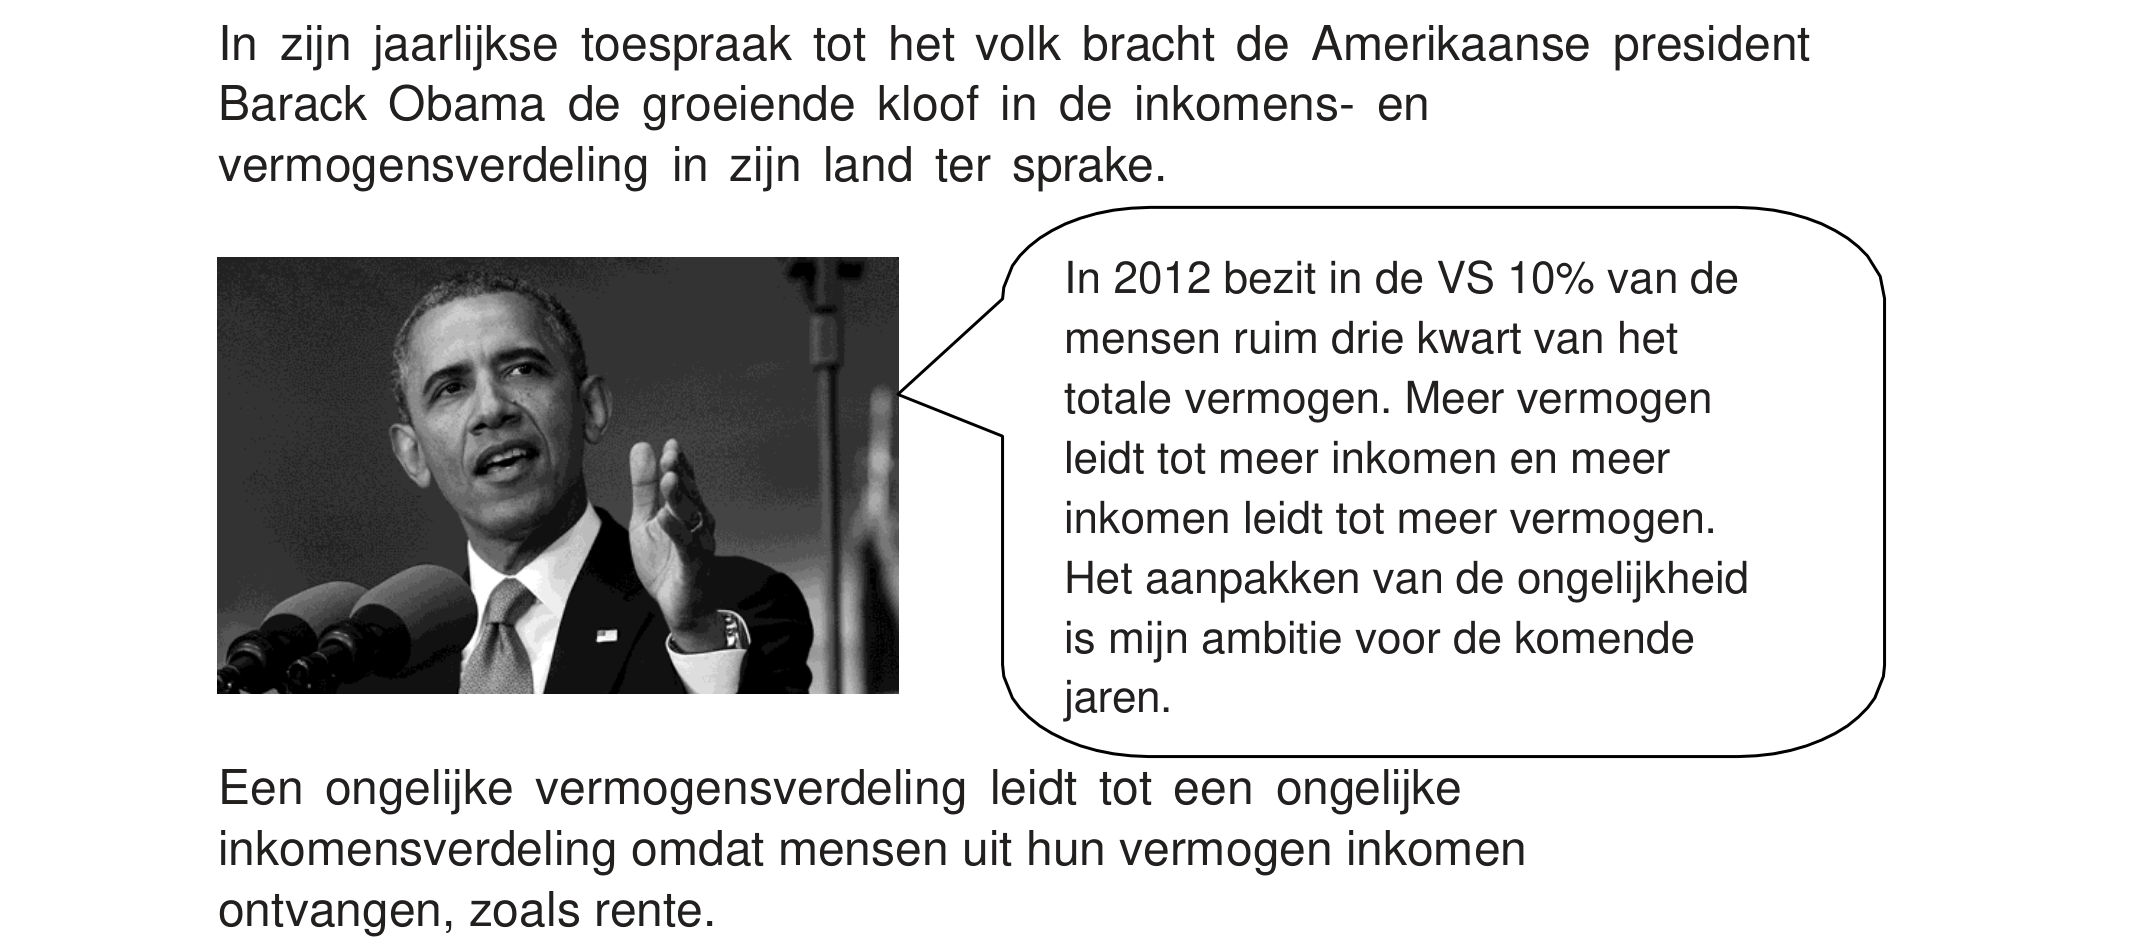 In zijn jaarlijkse toespraak tot het volk bracht de Amerikaanse president
Barack Obama de groeiende kloof in de inkomens- en
vermogensverdeling in zijn land ter sprake.
In 2012 bezit in de VS 10% van de
mensen ruim drie kwart van het
totale vermogen. Meer vermogen
leidt tot meer inkomen en meer
inkomen leidt tot meer vermogen.
Het aanpakken van de ongelijkheid
is mijn ambitie voor de komende
jaren.
Een ongelijke vermogensverdeling leidt tot een ongelijke
inkomensverdeling omdat mensen uit hun vermogen inkomen
ontvangen, zoals rente.